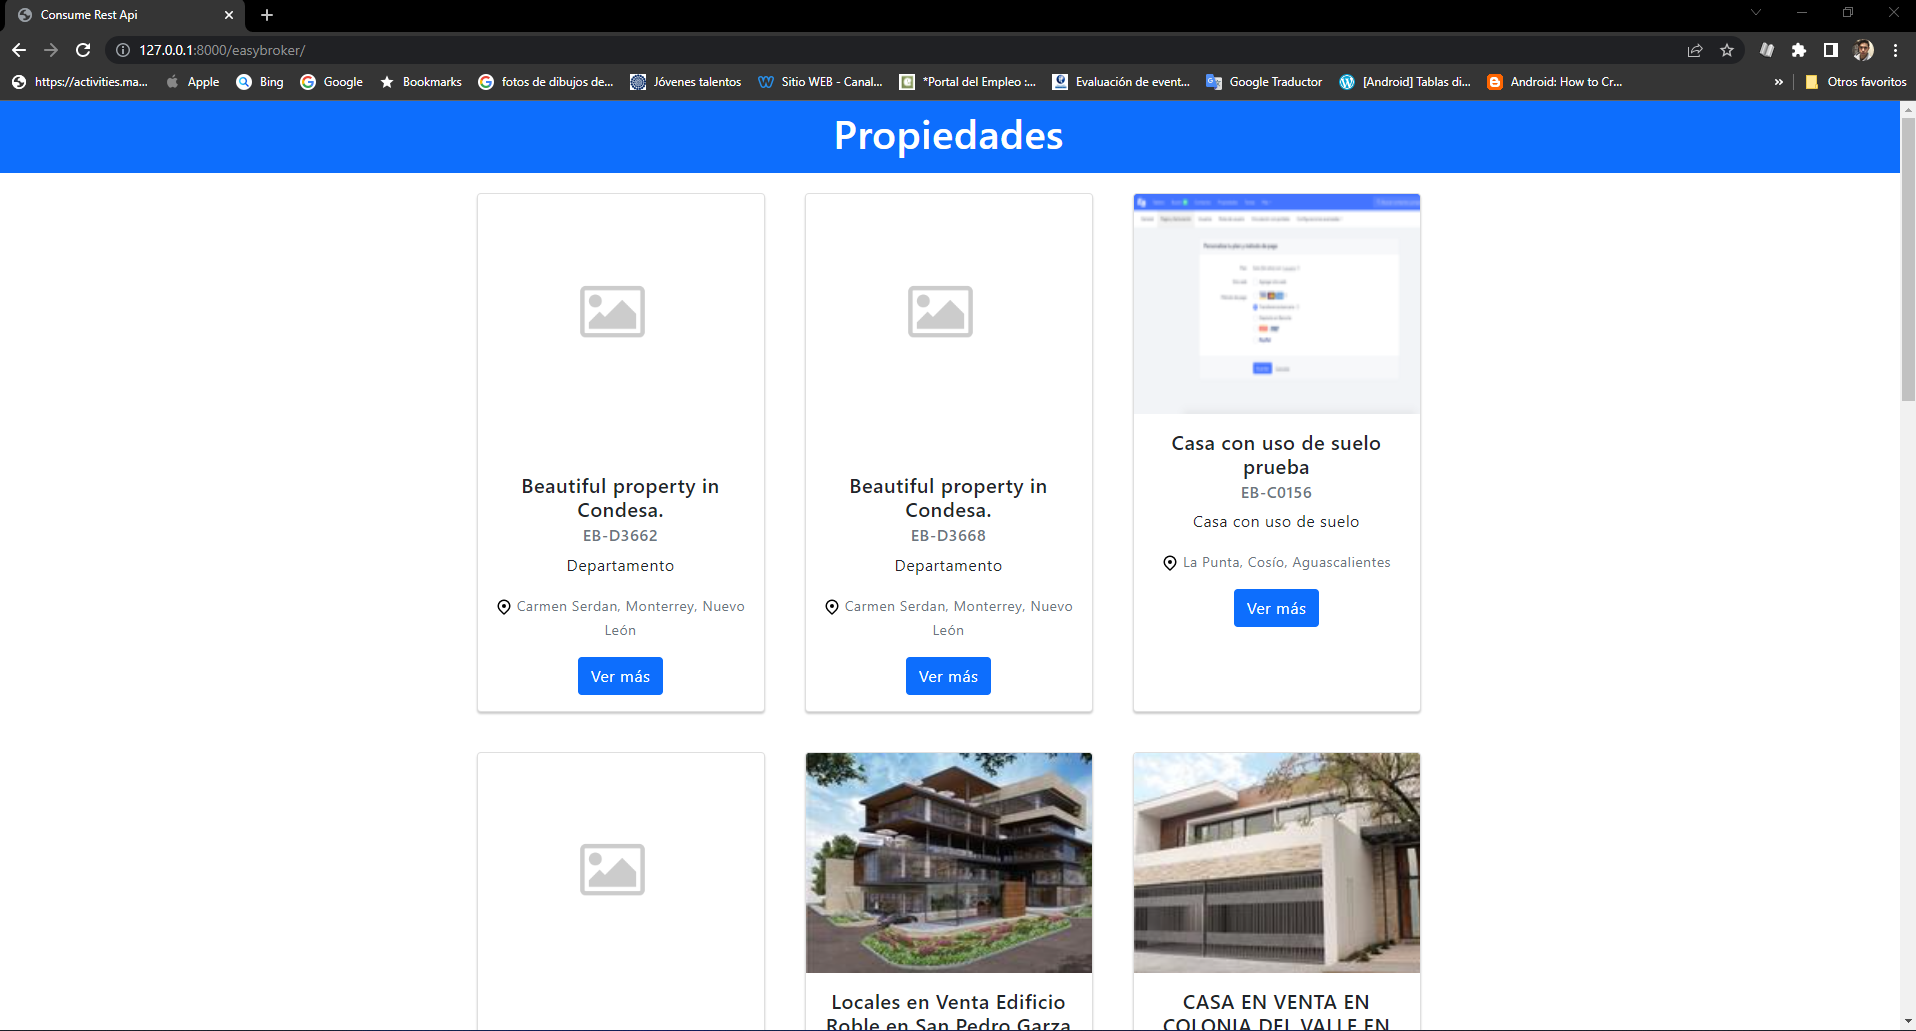 Consume Rest Api
127.0.0.1:8000/easybroker/
https://activities.ma...
Apple
Bing
Google
Bookmarks
fotos de dibujos de...
Jóvenes talentos
Sitio WEB - Canal...
*Portal del Empleo :...
Evaluación de event...
Google Traductor
[Android] Tablas di...
Android: How to Cr...
»
Otros favoritos
Propiedades
Beautiful property in
Condesa.
EB-D3662
Departamento
Carmen Serdan, Monterrey, Nuevo
León
Ver más
Beautiful property in
Condesa.
EB-D3668
Departamento
Carmen Serdan, Monterrey, Nuevo
León
Ver más
Casa con uso de suelo
prueba
EB-C0156
Casa con uso de suelo
La Punta, Cosío, Aguascalientes
Ver más
Locales en Venta Edificio
Roble en San Pedro Garza
CASA EN VENTA EN
COLONIA DEL VALLE EN